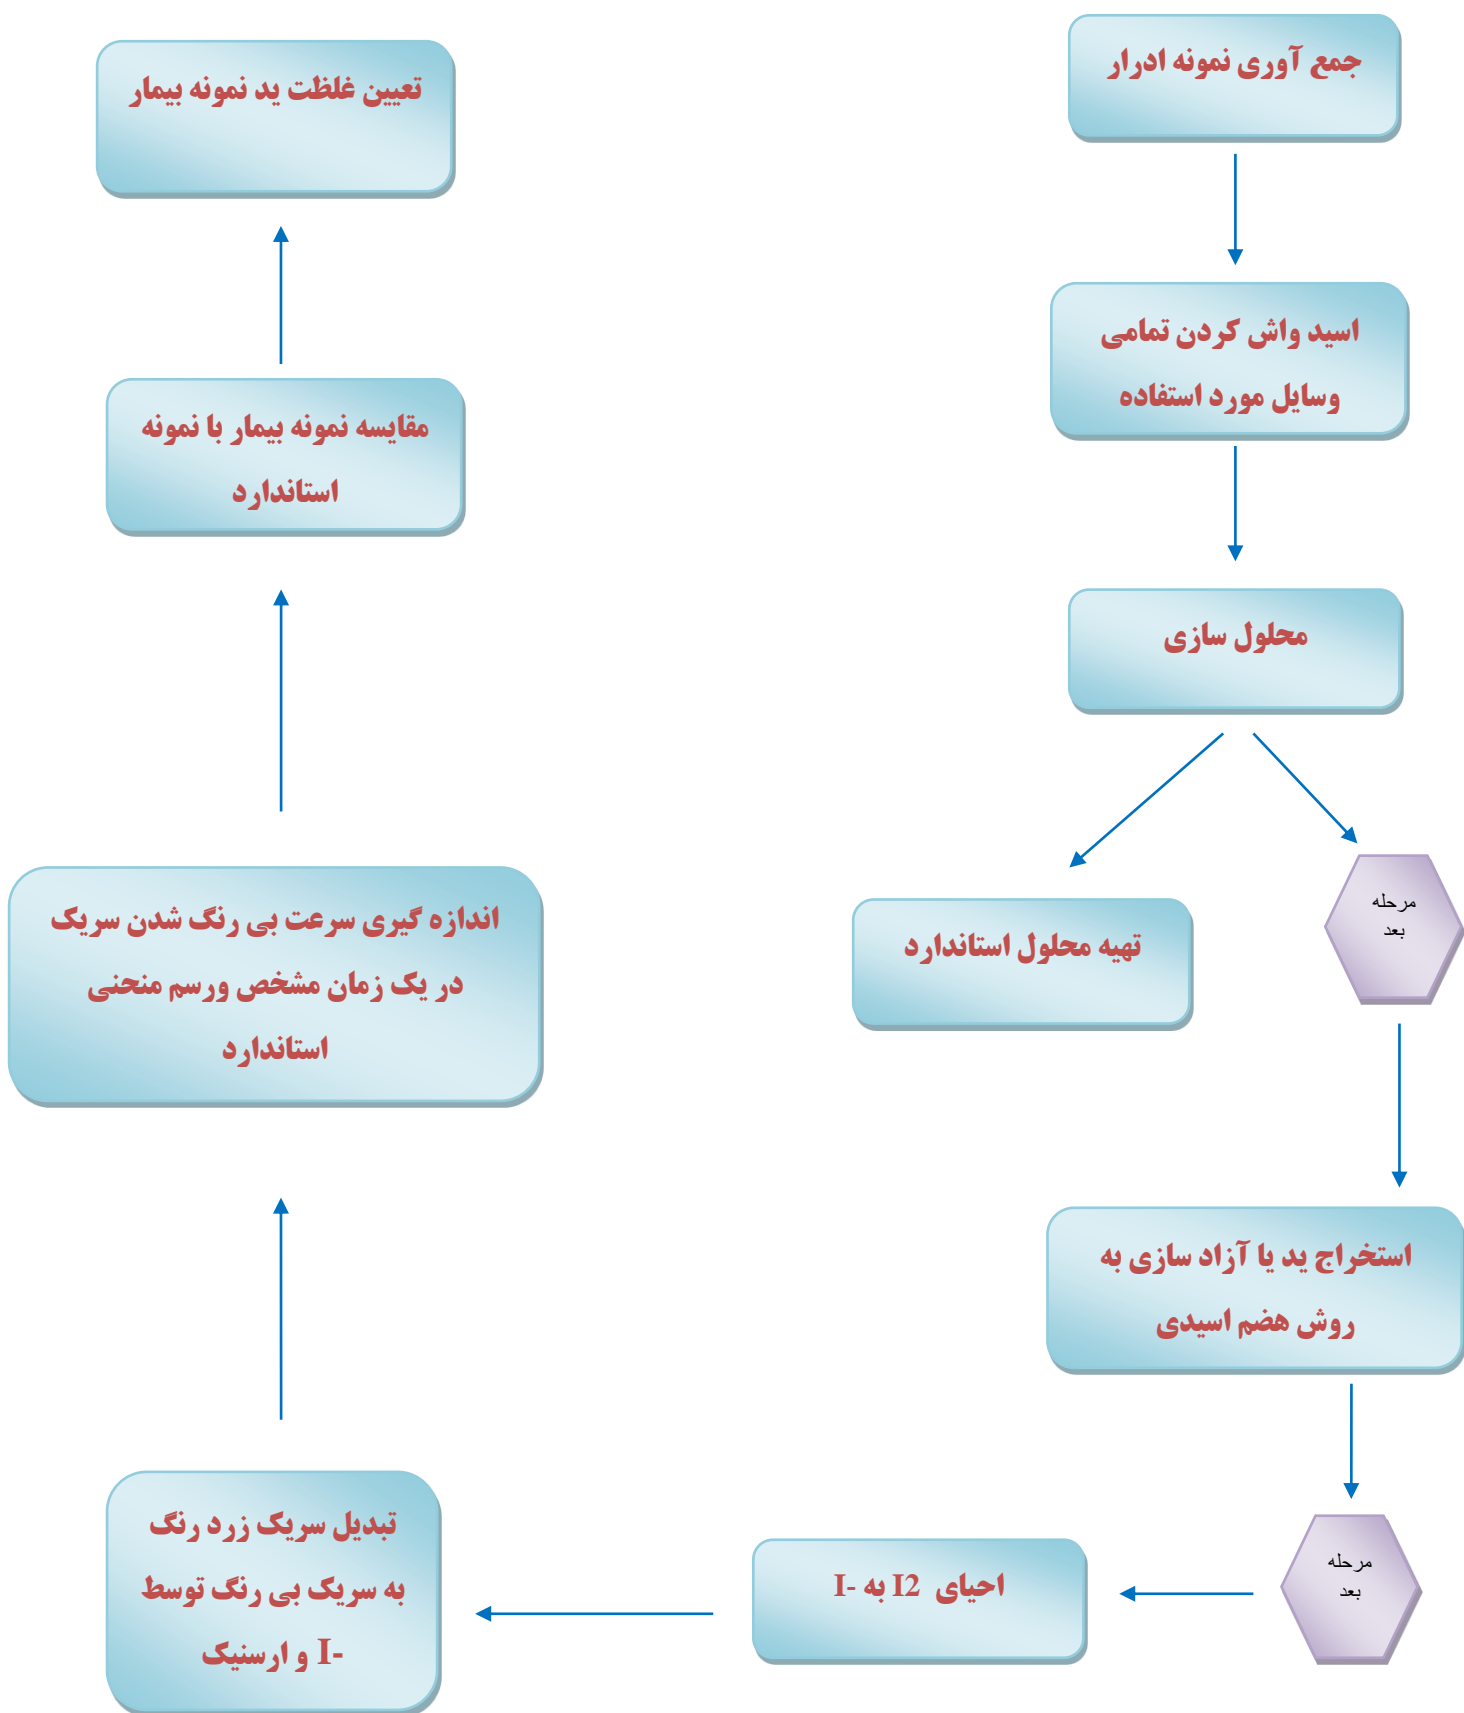 جمع آوری نمونه ادرار
اسید واش کردن تمامی
وسایل مورد استفاده
محلول سازی
تهیه محلول استاندارد
مرحله
بعد
استخراج ید یا آزاد سازی به
روش هضم اسیدی
مرحله
بعد
احیای I2 به I-
تبدیل سریک زرد رنگ
به سریک بی رنگ توسط
I- و ارسنیک
اندازه گیری سرعت بی رنگ شدن سریک
در یک زمان مشخص ورسم منحنی
استاندارد
مقایسه نمونه بیمار با نمونه
استاندارد
تعیین غلظت ید نمونه بیمار